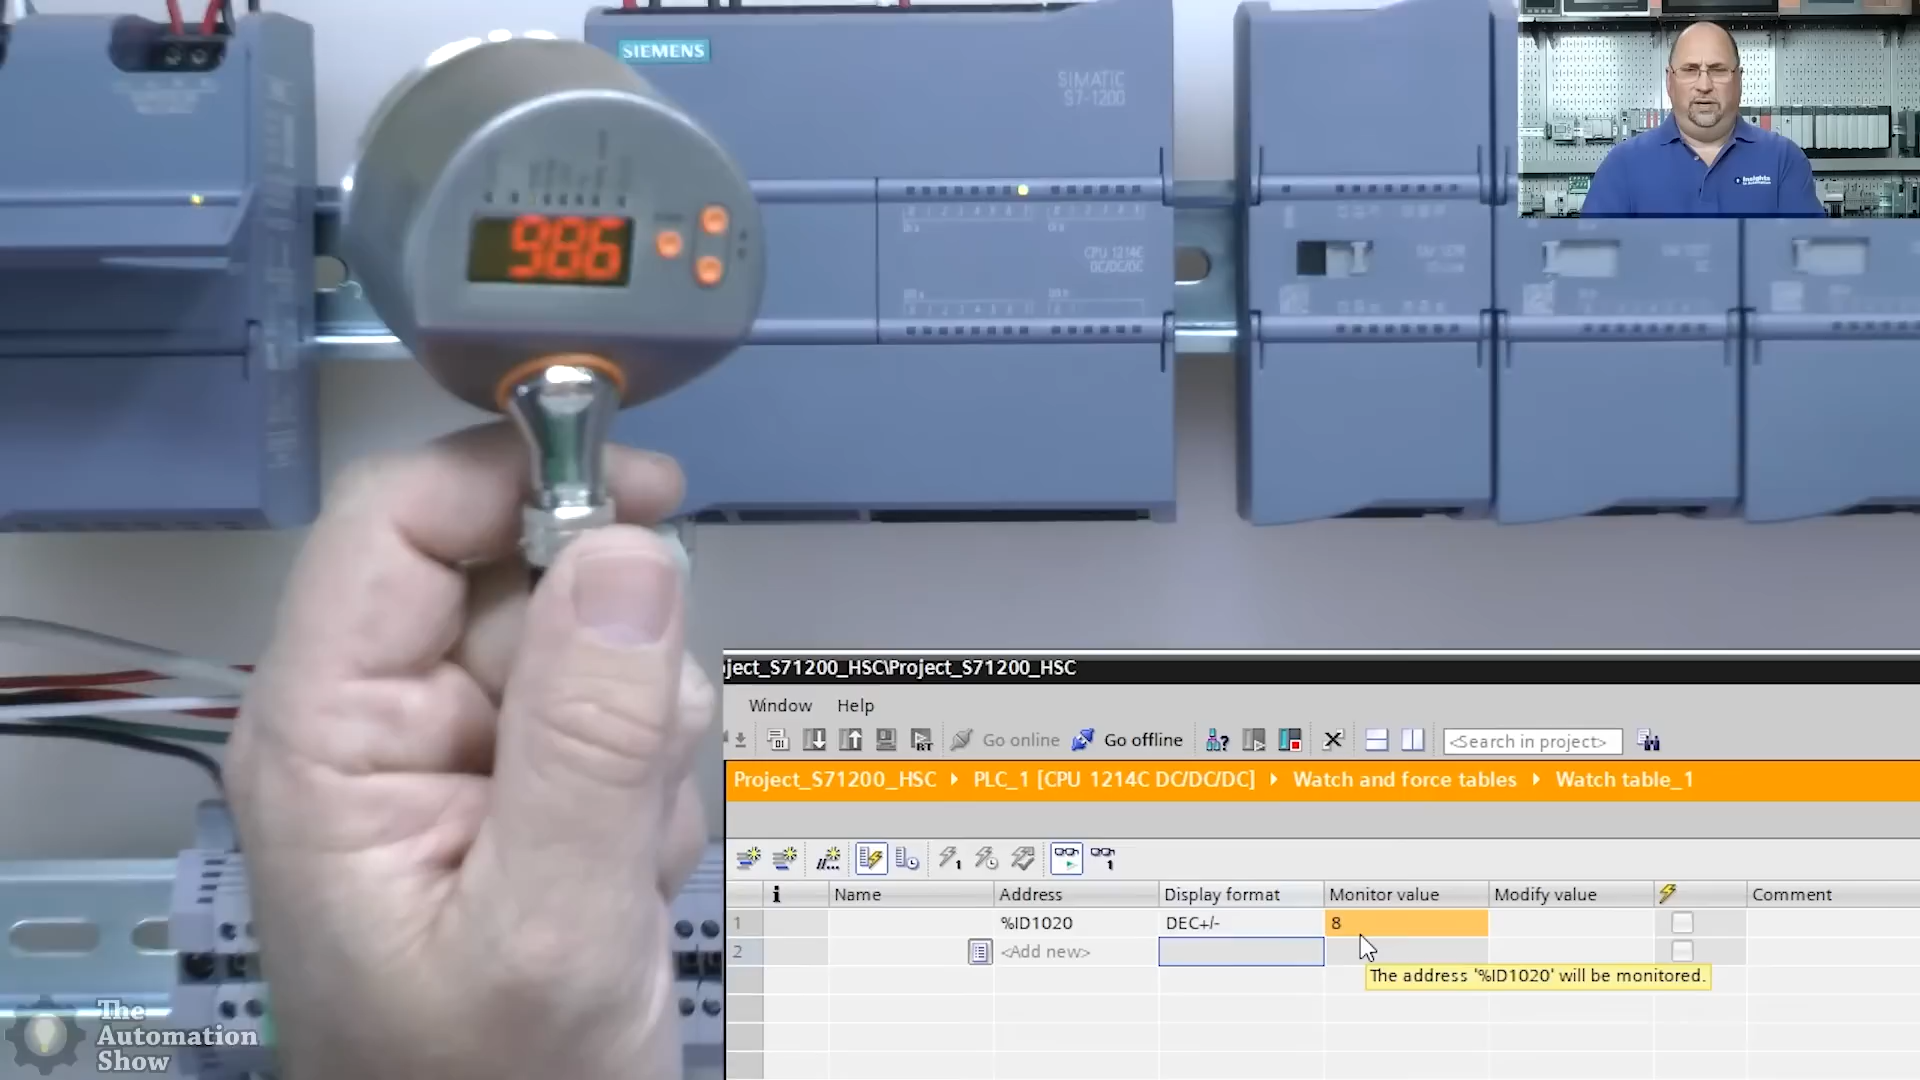 SIEMENS
SIMATIC
S7-1200
986
CPU 1214C
DC/DC/DC
Insights
ject_S71200_HSC\Project_S71200_HSC
Window Help
Go online Go offline <Search in project>
Project_S71200_HSC PLC_1 [CPU 1214C DC/DC/DC] Watch and force tables Watch table_1
i Name Address Display format Monitor value Modify value Comment
1 %ID1020 DEC+/- 8
2 <Add new>
The address '%ID1020' will be monitored.
The
Automation
Show